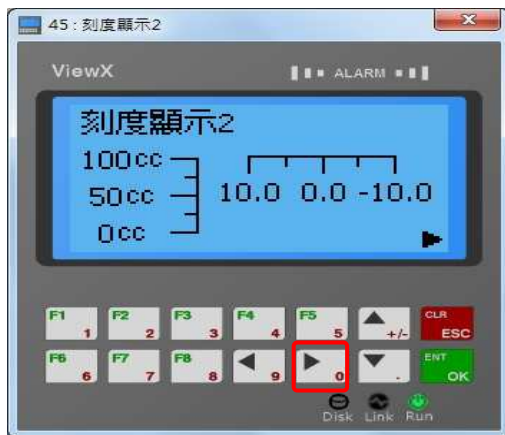 45 : 刻度顯示2
ViewX ALARM
刻度顯示2
100cc
50cc 10.0 0.0 -10.0
0cc
F1 1 F2 2 F3 3 F4 4 F5 5 +/- CLR ESC
F6 6 F7 7 F8 8 9 0 . ENT OK
Disk Link Run